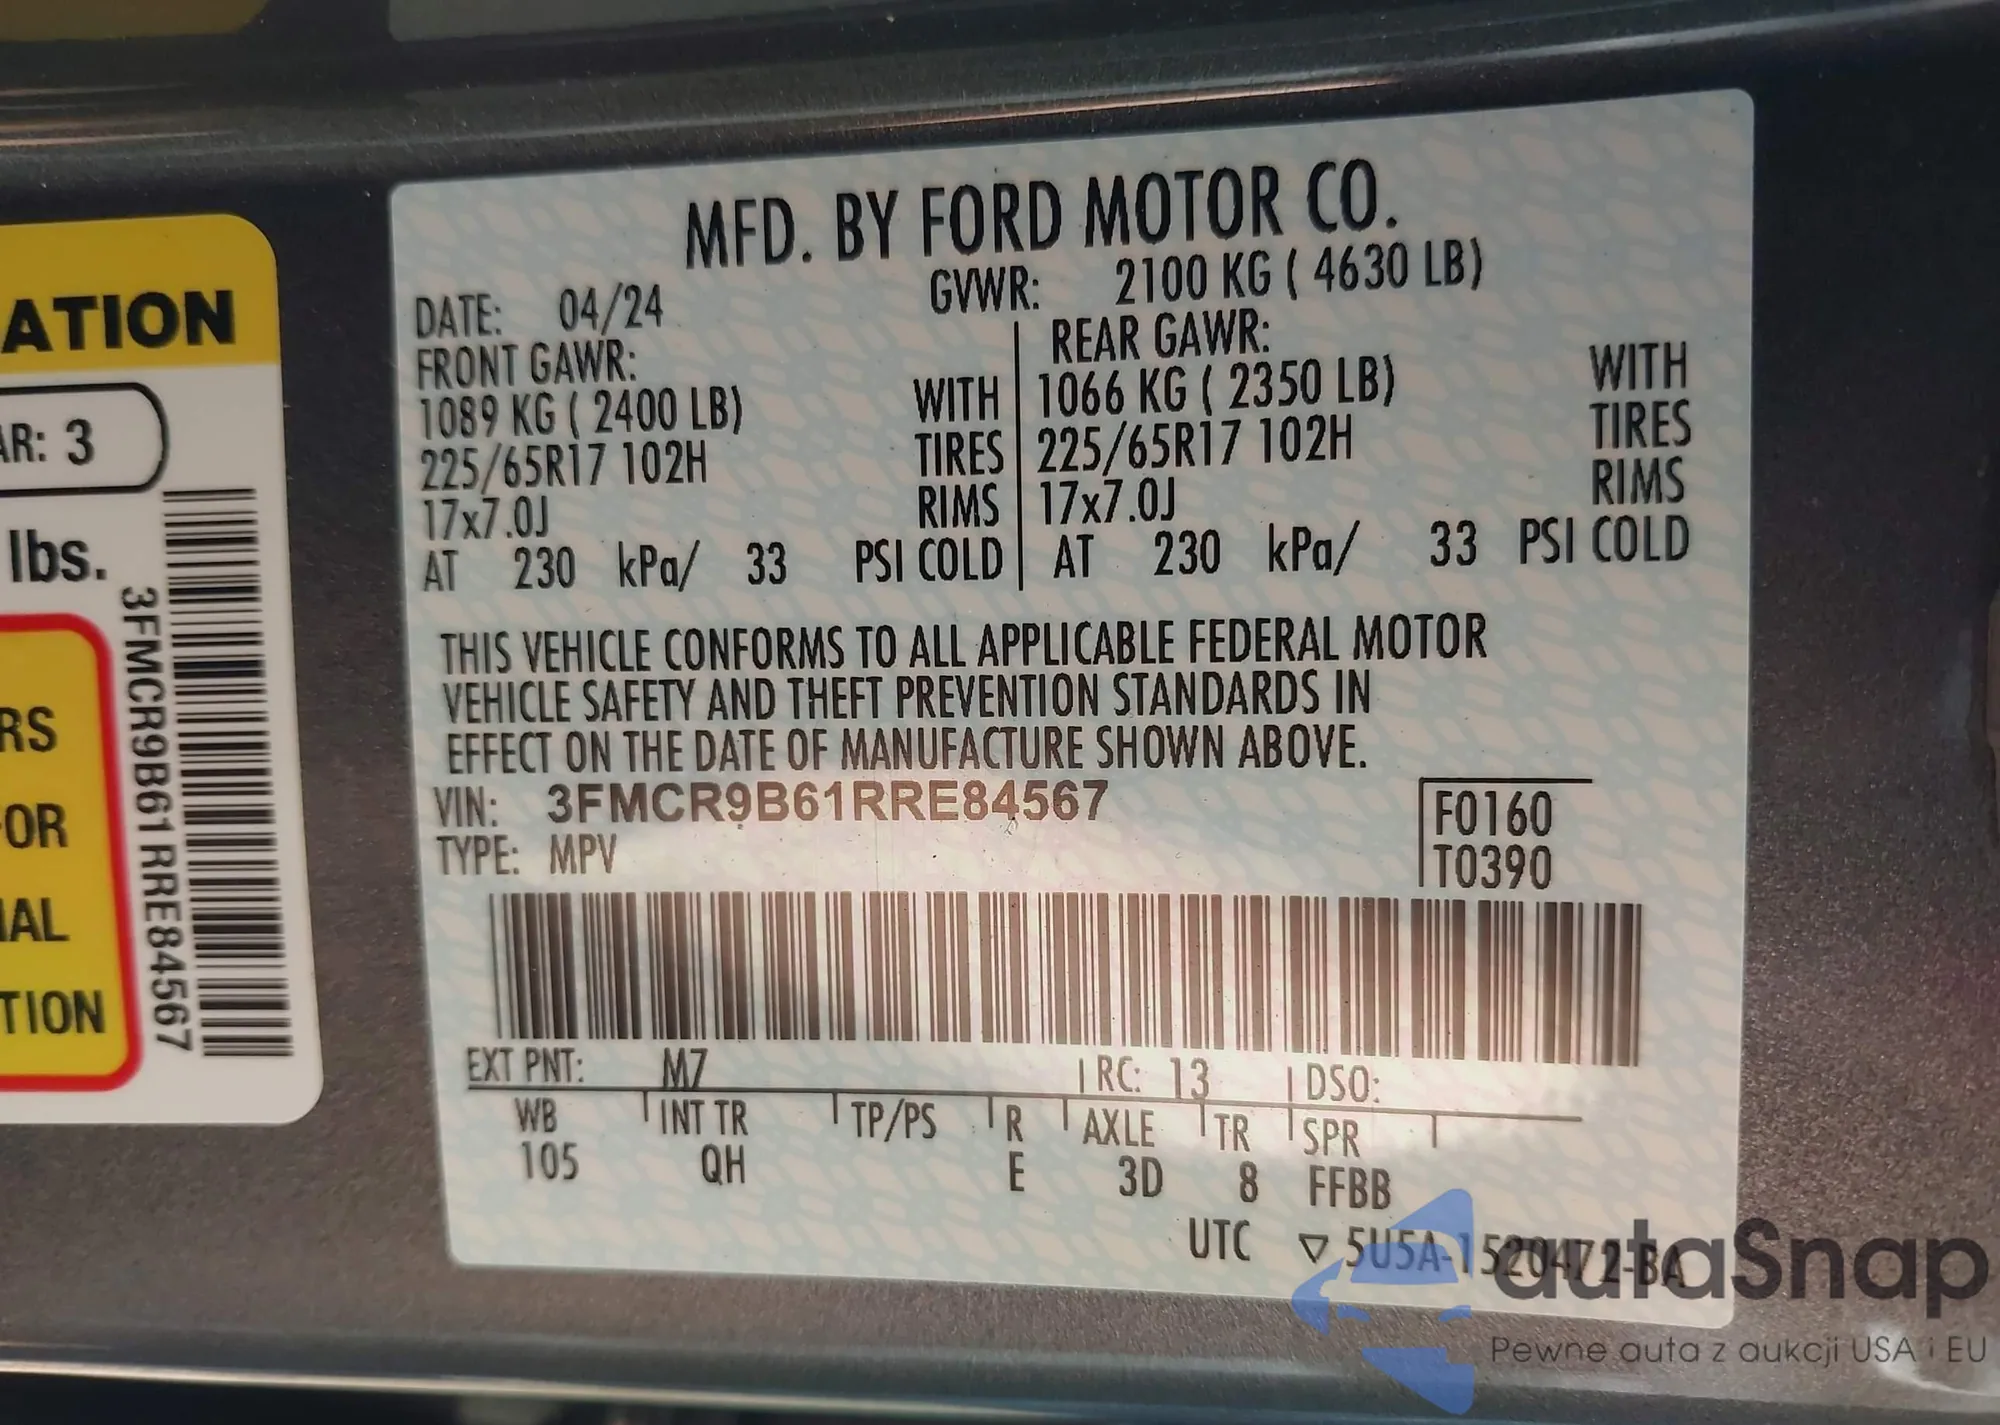 ATION
AR: 3
lbs.
RS
OR
IAL
TION
3FMCR9B61RRE84567
MFD. BY FORD MOTOR CO.
DATE: 04/24 GVWR: 2100 KG ( 4630 LB)
FRONT GAWR: REAR GAWR:
1089 KG ( 2400 LB) WITH 1066 KG ( 2350 LB) WITH
225/65R17 102H TIRES 225/65R17 102H TIRES
17x7.0J RIMS 17x7.0J RIMS
AT 230 kPa/ 33 PSI COLD AT 230 kPa/ 33 PSI COLD
THIS VEHICLE CONFORMS TO ALL APPLICABLE FEDERAL MOTOR
VEHICLE SAFETY AND THEFT PREVENTION STANDARDS IN
EFFECT ON THE DATE OF MANUFACTURE SHOWN ABOVE.
VIN: 3FMCR9B61RRE84567
TYPE: MPV
F0160
T0390
EXT PNT: M7 RC: 13 DSO:
WB INT TR TP/PS R AXLE TR SPR
105 QH E 3D 8 FFBB
UTC ▽ 5U5A-1520472-BA
autaSnap
Pewne auta z aukcji USA i EU